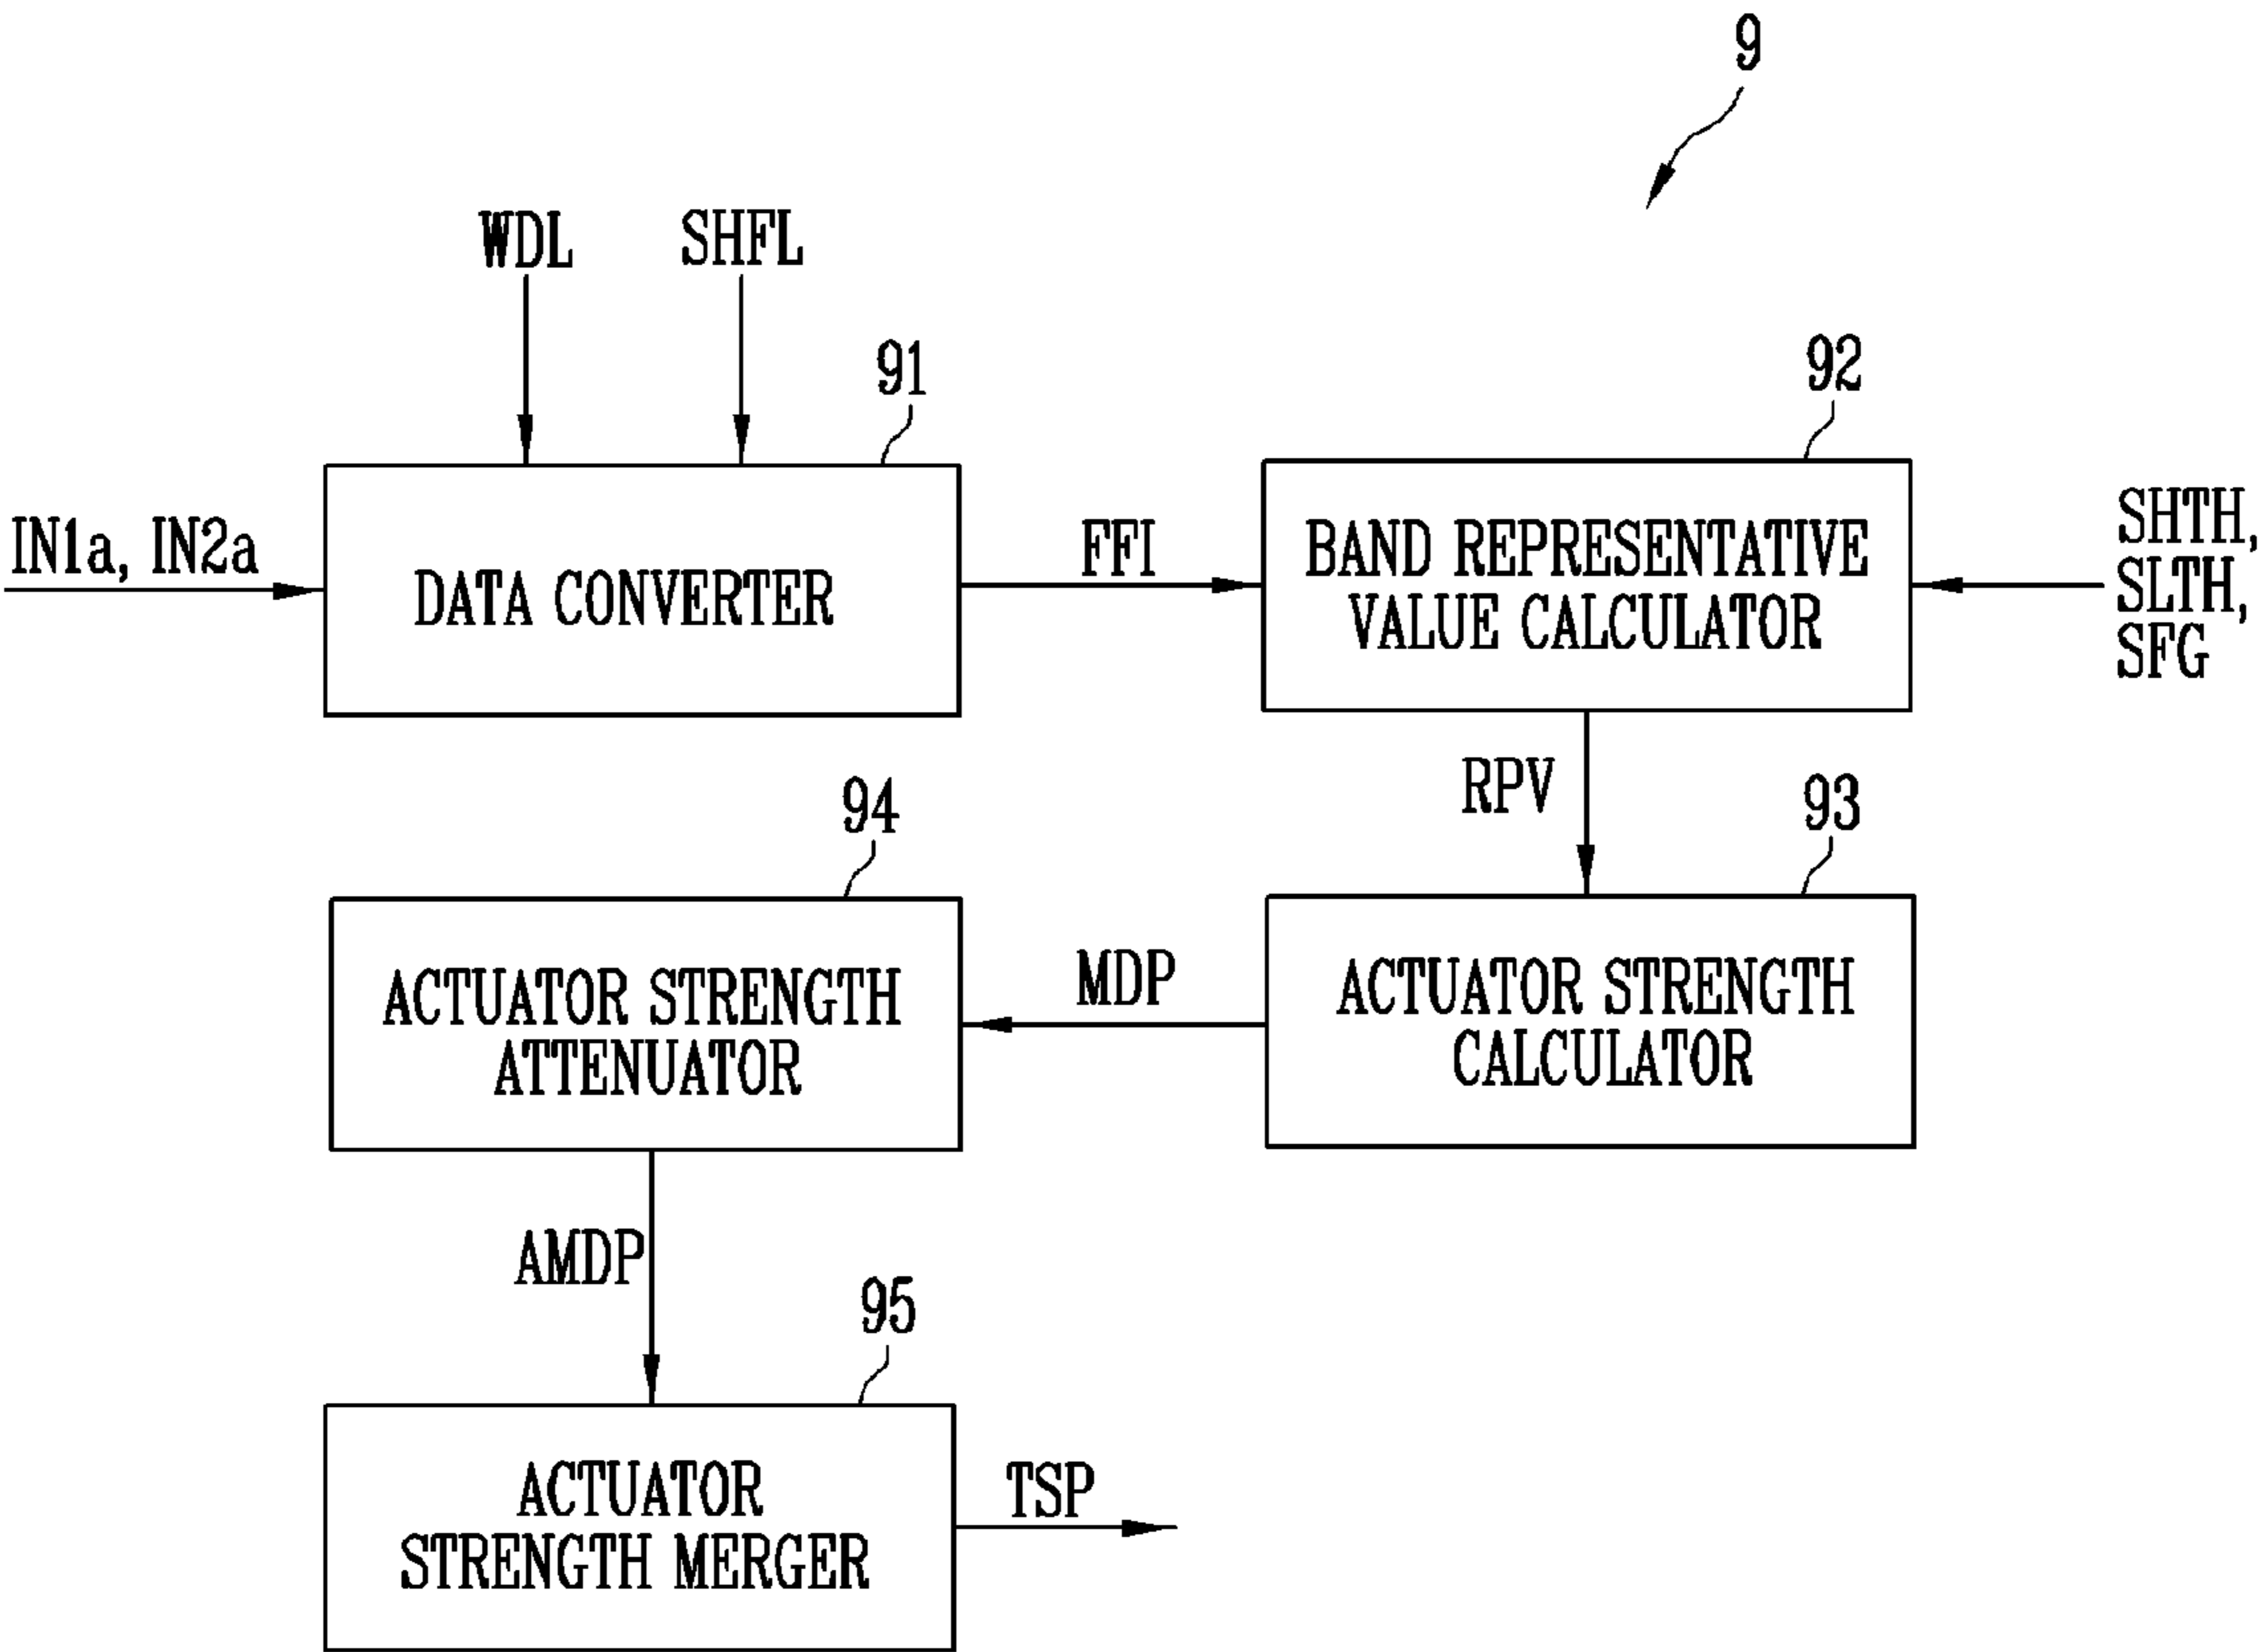 9
WDL
SHFL
91
92
IN1a, IN2a
DATA CONVERTER
FFI
BAND REPRESENTATIVE
VALUE CALCULATOR
SHTH,
SLTH,
SFG
RPV
94
93
ACTUATOR STRENGTH
ATTENUATOR
MDP
ACTUATOR STRENGTH
CALCULATOR
AMDP
95
ACTUATOR
STRENGTH MERGER
TSP